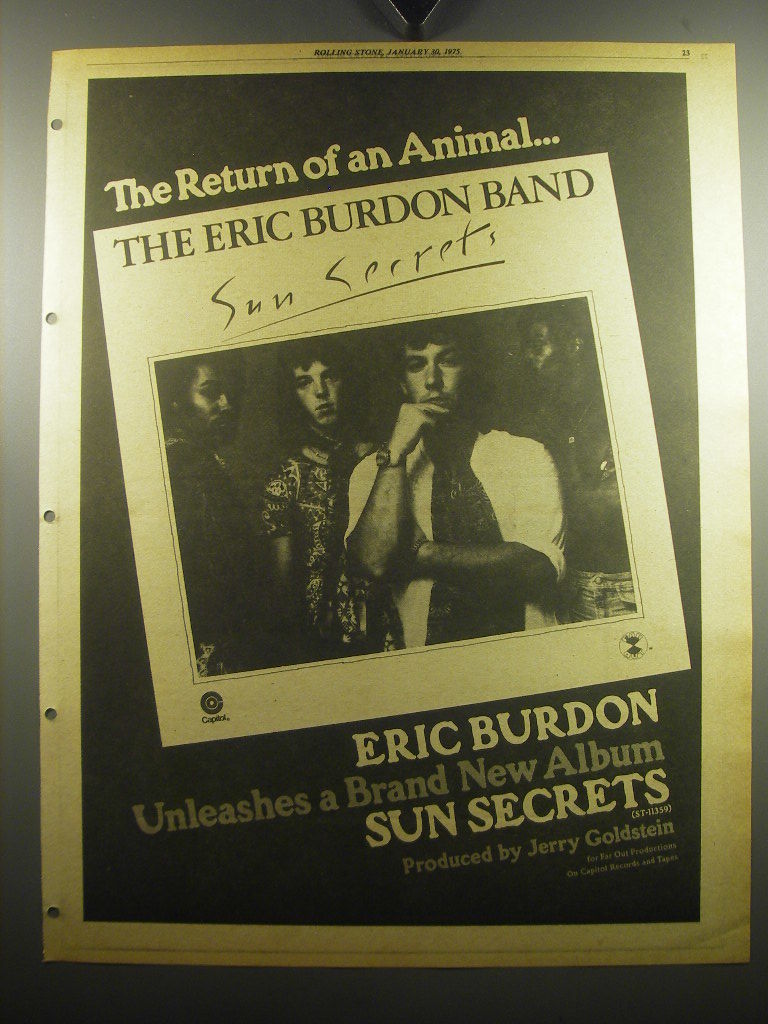 ROLLING STONE, JANUARY 30, 1975
23
The Return of an Animal...
THE ERIC BURDON BAND
Sun Secrets
Capitol®
ERIC BURDON
Unleashes a Brand New Album
SUN SECRETS
(ST-11359)
Produced by Jerry Goldstein
for Far Out Productions
On Capitol Records and Tapes